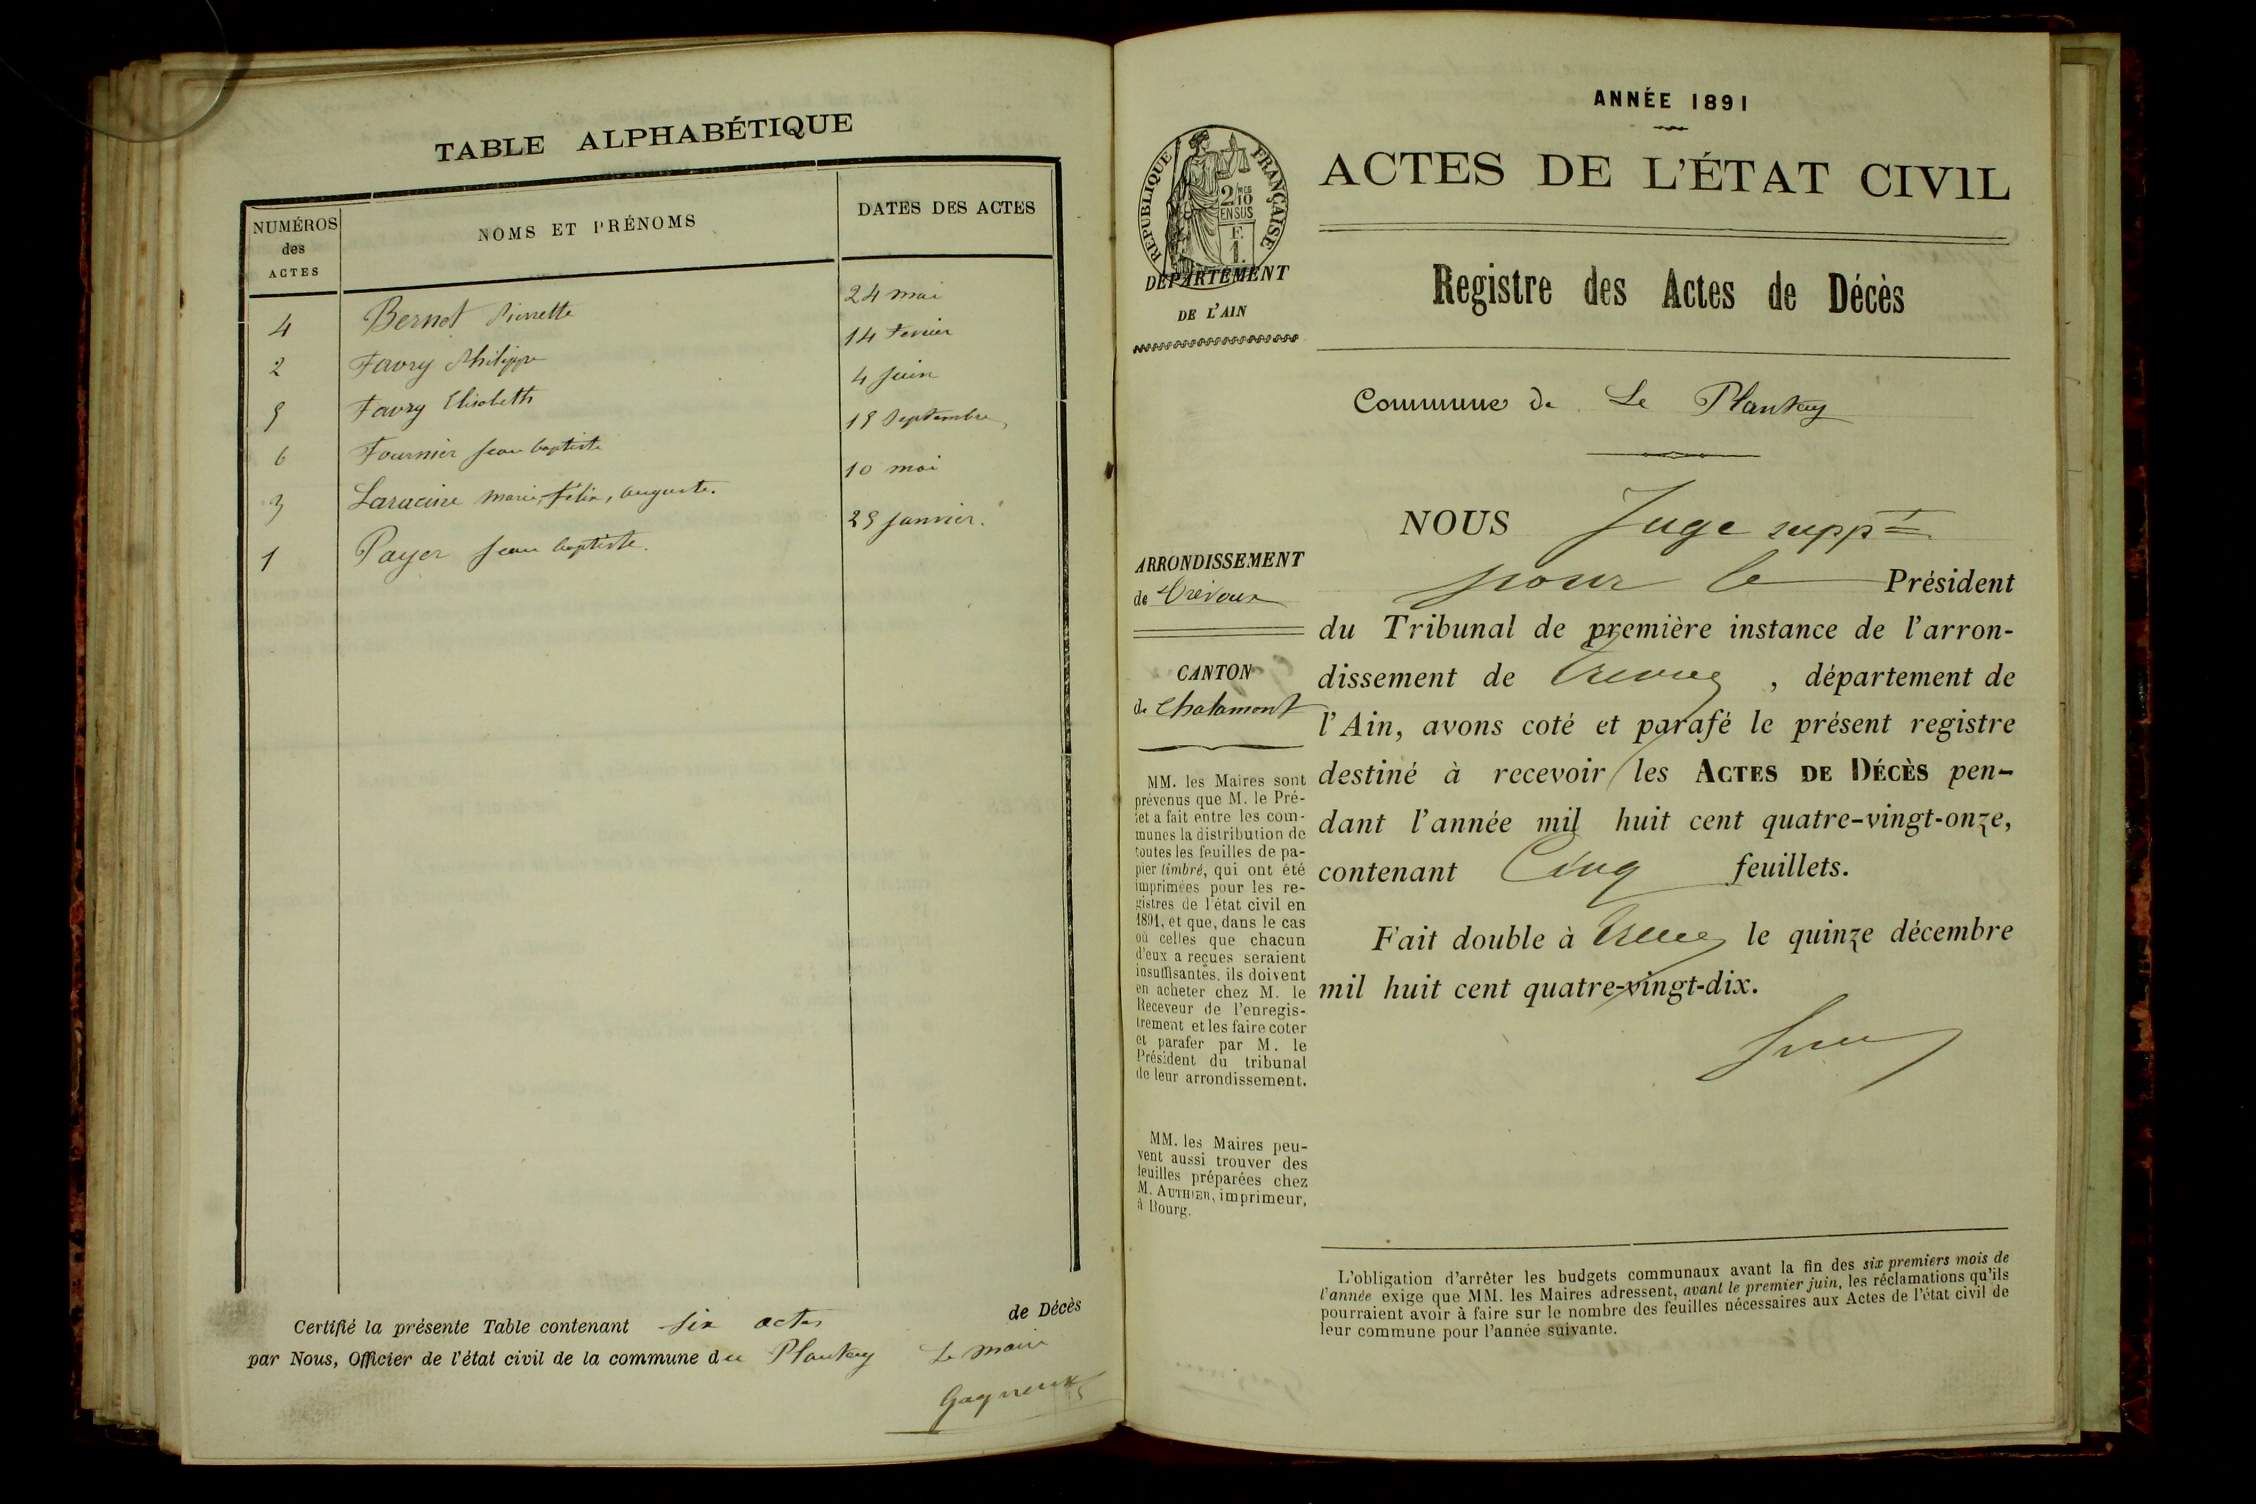 TABLE ALPHABÉTIQUE
NUMÉROS des ACTES
NOMS ET PRÉNOMS
DATES DES ACTES
4 Bernet Pierrette 24 mai
2 Favry Philippe 14 Fevrier
5 Favry Elisabeth 4 juin
6 Fournier Jean baptiste 15 Septembre
3 Laracine Marie, félix, auguste. 10 mai
1 Payer Jean baptiste. 25 janvier.
Certifié la présente Table contenant six actes de Décès
par Nous, Officier de l'état civil de la commune du Plantay Le maire
Gagneux
ANNÉE 1891
RÉPUBLIQUE FRANÇAISE
2/10
EN SUS
DÉPARTEMENT
DE L'AIN
ACTES DE L'ÉTAT CIVIL
Registre des Actes de Décès
Commune de Le Plantay
ARRONDISSEMENT
de Trévoux
CANTON
de Chalamont
MM. les Maires sont
prévenus que M. le Pré-
fet a fait entre les com-
munes la distribution de
toutes les feuilles de pa-
pier timbré, qui ont été
imprimées pour les re-
gistres de l'état civil en
1891, et que, dans le cas
où celles que chacun
d'eux a reçues seraient
insuffisantes, ils doivent
en acheter chez M. le
Receveur de l'enregis-
trement et les faire coter
et parafer par M. le
Président du tribunal
de leur arrondissement.
MM. les Maires peu-
vent aussi trouver des
feuilles préparées chez
M. AUTHIER, imprimeur,
à Bourg.
NOUS Juge suppt
pour le Président
du Tribunal de première instance de l'arron-
dissement de Trévoux, département de
l'Ain, avons coté et parafé le présent registre
destiné à recevoir les ACTES DE DÉCÈS pen-
dant l'année mil huit cent quatre-vingt-onze,
contenant Cinq feuillets.
Fait double à Trévoux le quinze décembre
mil huit cent quatre-vingt-dix.
L'obligation d'arrêter les budgets communaux avant la fin des six premiers mois de
l'année exige que MM. les Maires adressent, avant le premier juin, les réclamations qu'ils
pourraient avoir à faire sur le nombre des feuilles nécessaires aux Actes de l'état civil de
leur commune pour l'année suivante.